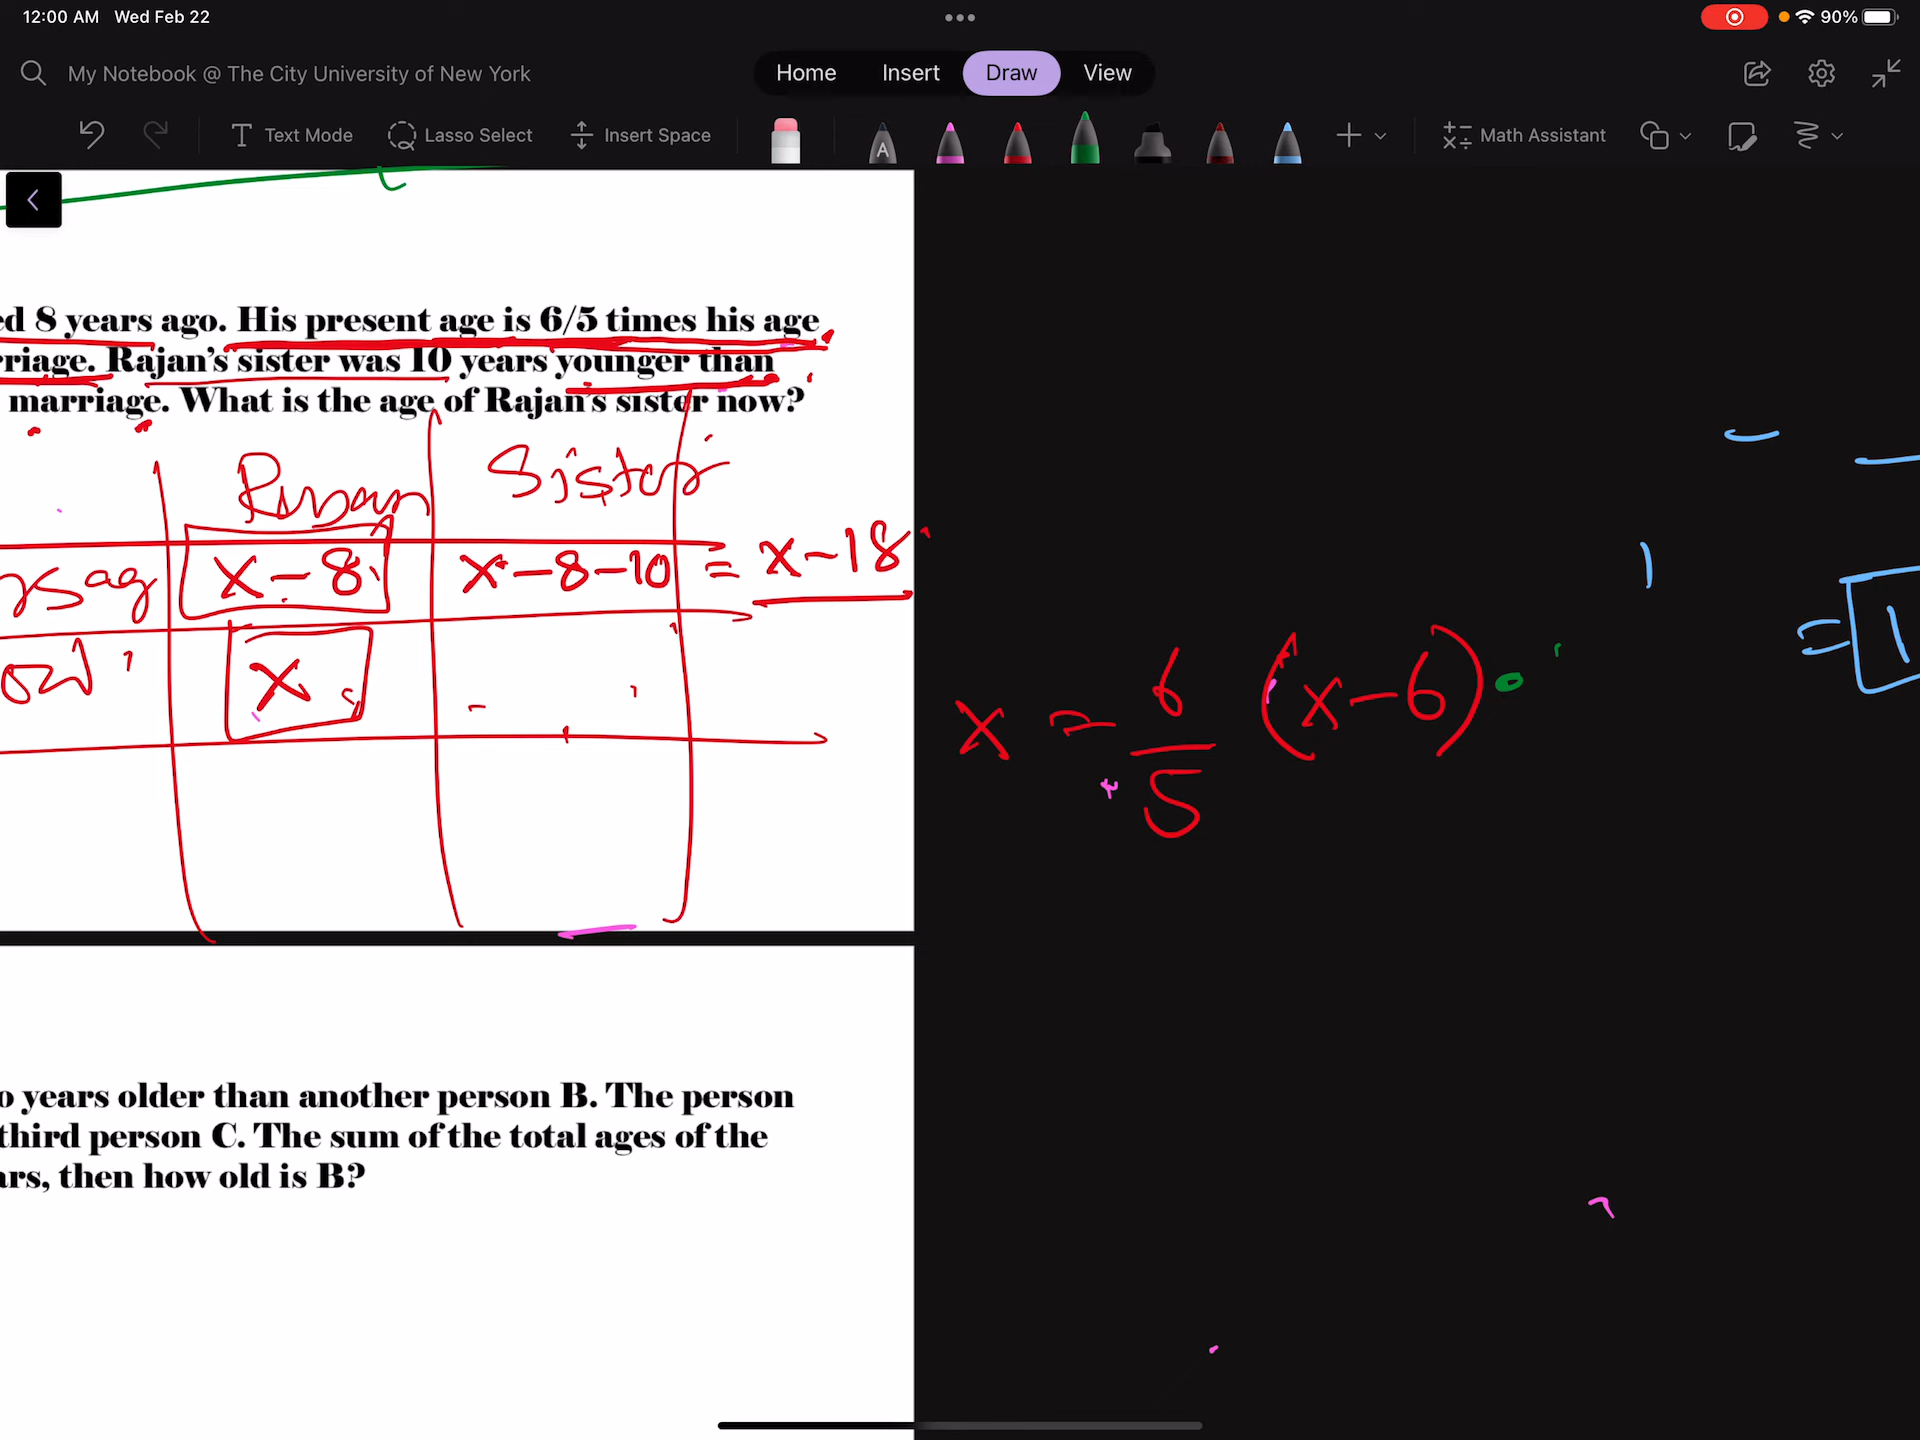 12:00 AM Wed Feb 22
90%
My Notebook @ The City University of New York
Home Insert Draw View
Text Mode Lasso Select Insert Space Math Assistant
ed 8 years ago. His present age is 6/5 times his age
rriage. Rajan's sister was 10 years younger than
marriage. What is the age of Rajan's sister now?
Sister
x-8 x-8-10 = x-18
x
x = 6/5 (x-6)
= 1
o years older than another person B. The person
third person C. The sum of the total ages of the
ars, then how old is B?